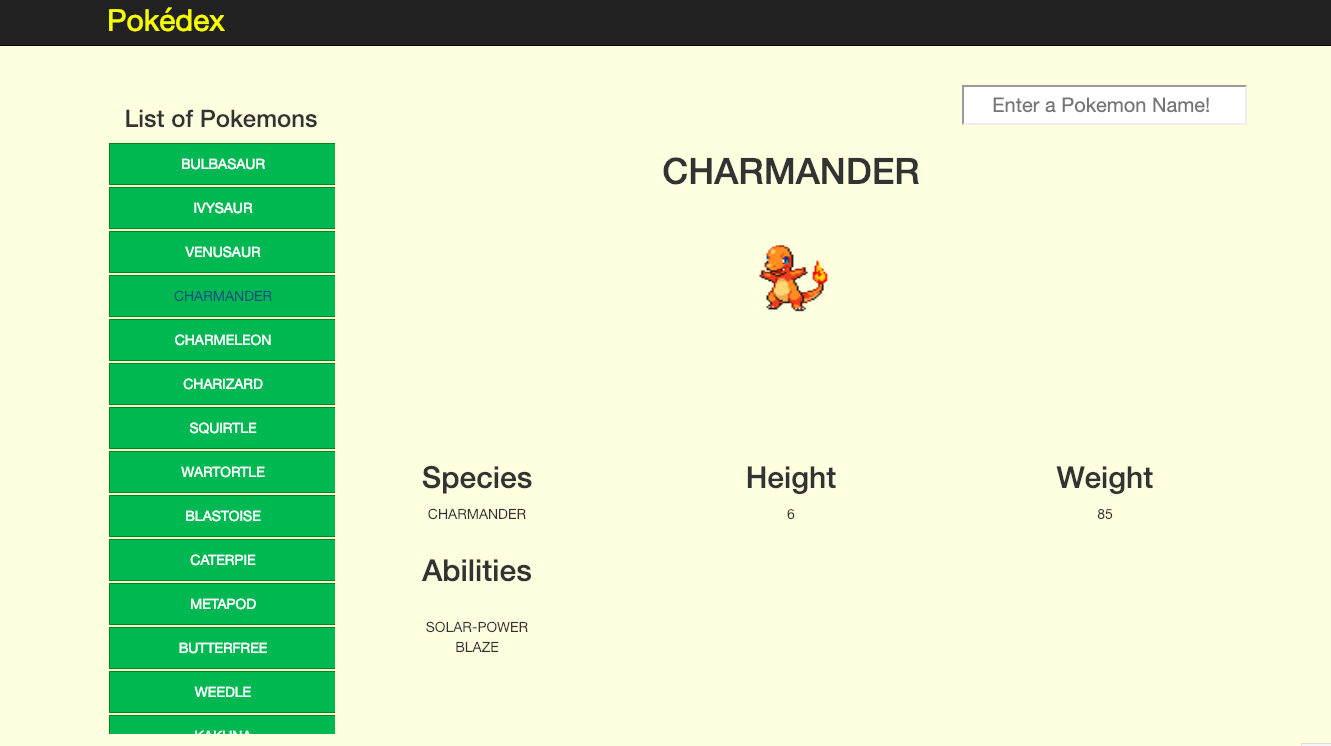 Pokédex
Enter a Pokemon Name!
List of Pokemons
BULBASAUR
IVYSAUR
VENUSAUR
CHARMANDER
CHARMELEON
CHARIZARD
SQUIRTLE
WARTORTLE
BLASTOISE
CATERPIE
METAPOD
BUTTERFREE
WEEDLE
KAKUNA
CHARMANDER
Species
CHARMANDER
Height
6
Weight
85
Abilities
SOLAR-POWER
BLAZE